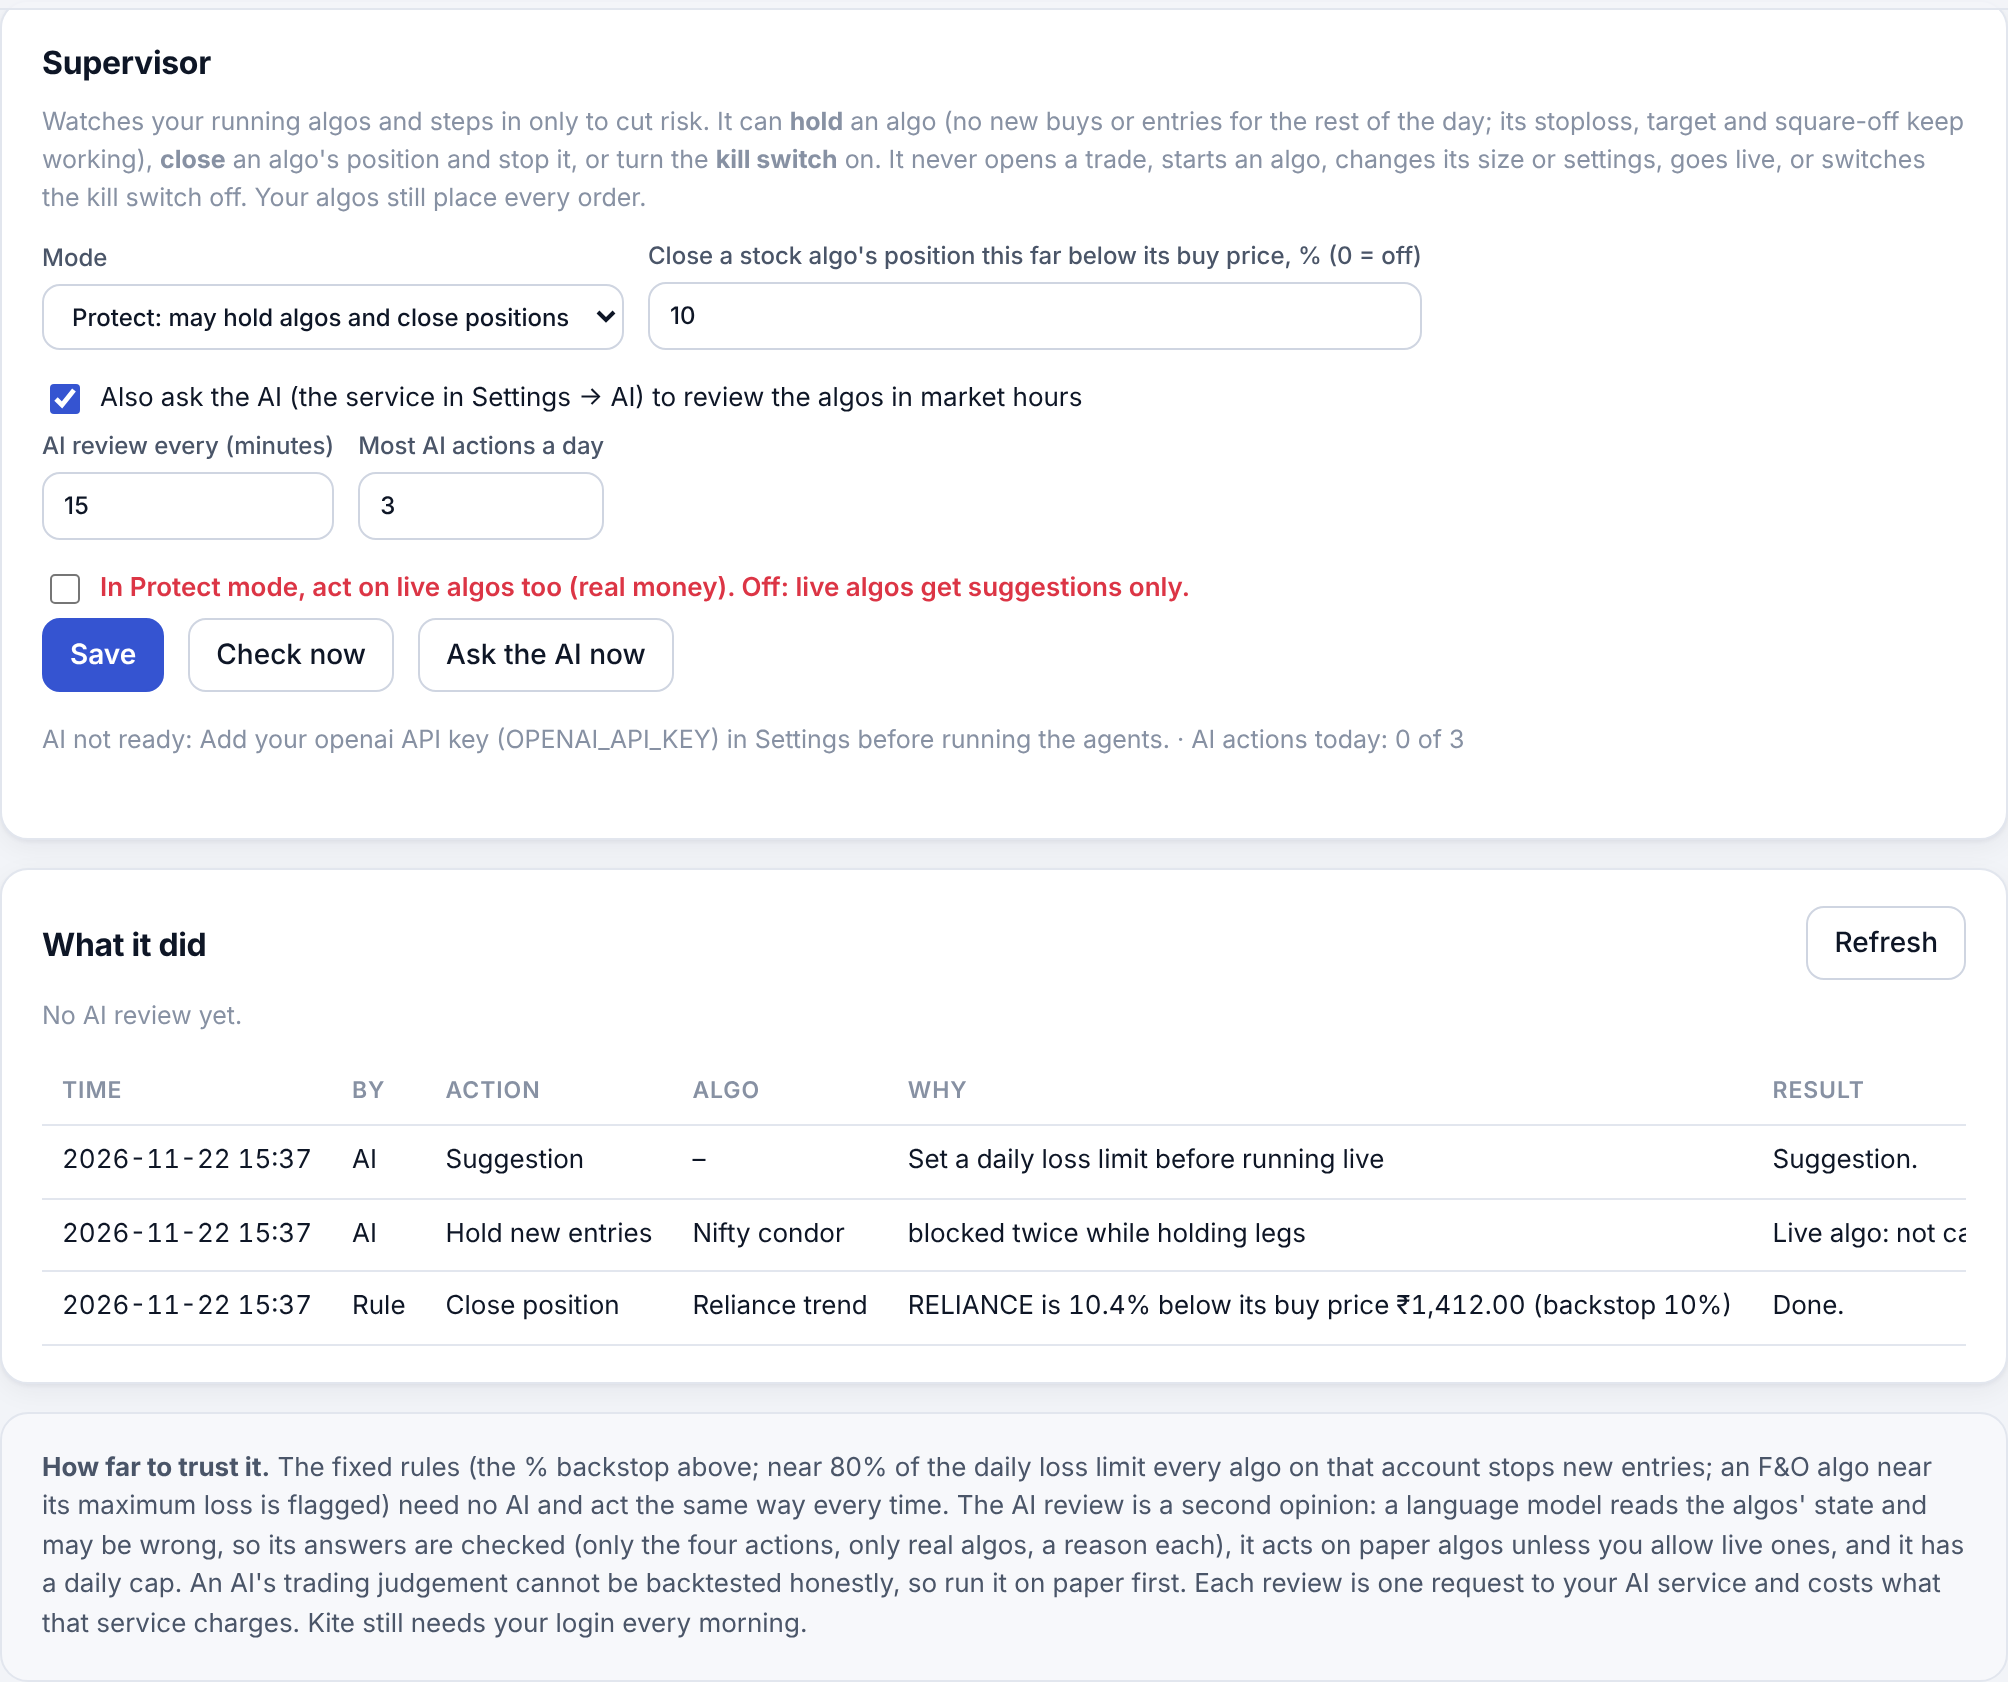 Supervisor
Watches your running algos and steps in only to cut risk. It can hold an algo (no new buys or entries for the rest of the day; its stoploss, target and square-off keep
working), close an algo's position and stop it, or turn the kill switch on. It never opens a trade, starts an algo, changes its size or settings, goes live, or switches
the kill switch off. Your algos still place every order.
Mode
Close a stock algo's position this far below its buy price, % (0 = off)
Protect: may hold algos and close positions
10
Also ask the AI (the service in Settings → AI) to review the algos in market hours
AI review every (minutes) Most AI actions a day
15 3
In Protect mode, act on live algos too (real money). Off: live algos get suggestions only.
Save Check now Ask the AI now
AI not ready: Add your openai API key (OPENAI_API_KEY) in Settings before running the agents. · AI actions today: 0 of 3
What it did Refresh
No AI review yet.
TIME BY ACTION ALGO WHY RESULT
2026-11-22 15:37 AI Suggestion – Set a daily loss limit before running live Suggestion.
2026-11-22 15:37 AI Hold new entries Nifty condor blocked twice while holding legs Live algo: not ca
2026-11-22 15:37 Rule Close position Reliance trend RELIANCE is 10.4% below its buy price ₹1,412.00 (backstop 10%) Done.
How far to trust it. The fixed rules (the % backstop above; near 80% of the daily loss limit every algo on that account stops new entries; an F&O algo near
its maximum loss is flagged) need no AI and act the same way every time. The AI review is a second opinion: a language model reads the algos' state and
may be wrong, so its answers are checked (only the four actions, only real algos, a reason each), it acts on paper algos unless you allow live ones, and it has
a daily cap. An AI's trading judgement cannot be backtested honestly, so run it on paper first. Each review is one request to your AI service and costs what
that service charges. Kite still needs your login every morning.